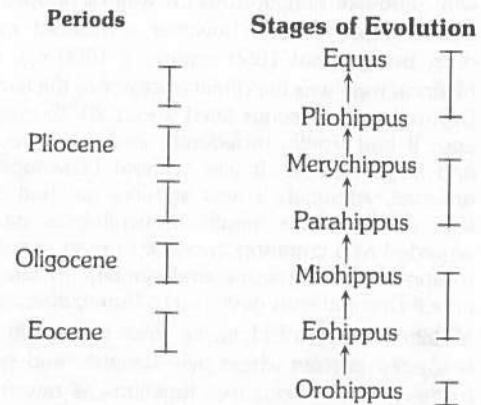 Periods
Pliocene
Oligocene
Eocene
Stages of Evolution
Equus
Pliohippus
Merychippus
Parahippus
Miohippus
Eohippus
Orohippus